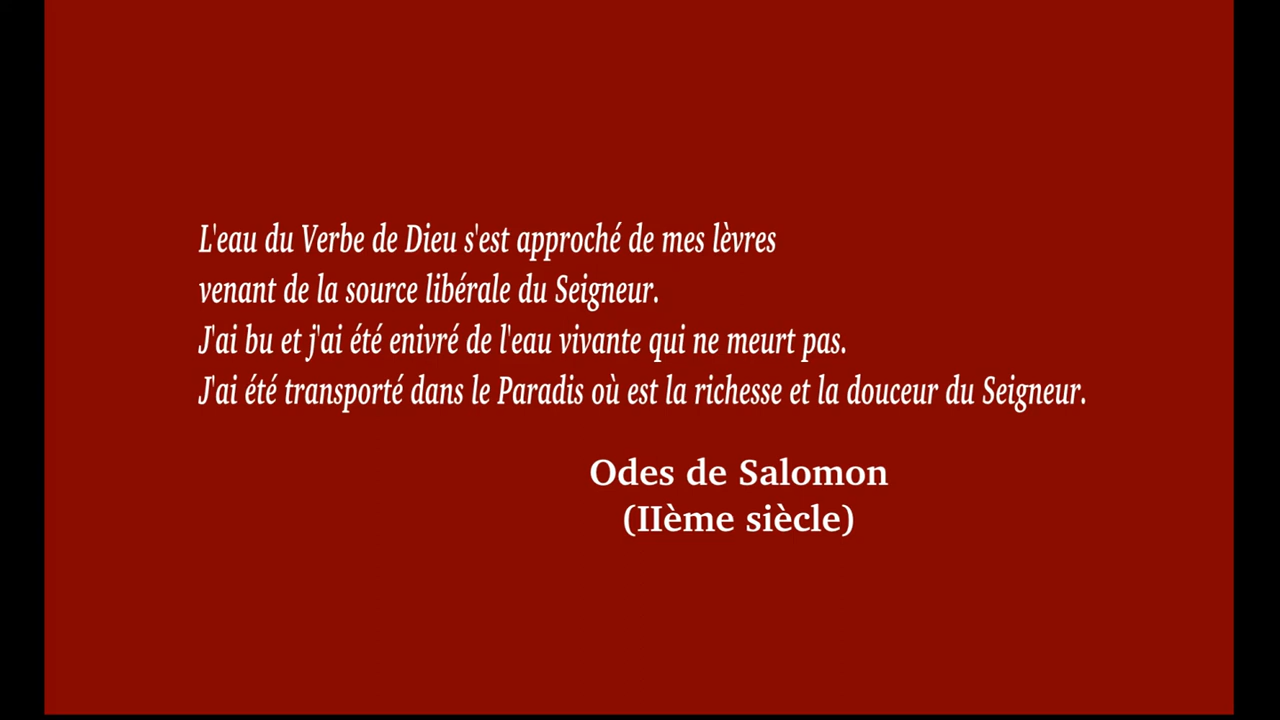 L'eau du Verbe de Dieu s'est approché de mes lèvres
venant de la source libérale du Seigneur.
J'ai bu et j'ai été enivré de l'eau vivante qui ne meurt pas.
J'ai été transporté dans le Paradis où est la richesse et la douceur du Seigneur.
Odes de Salomon
(IIème siècle)